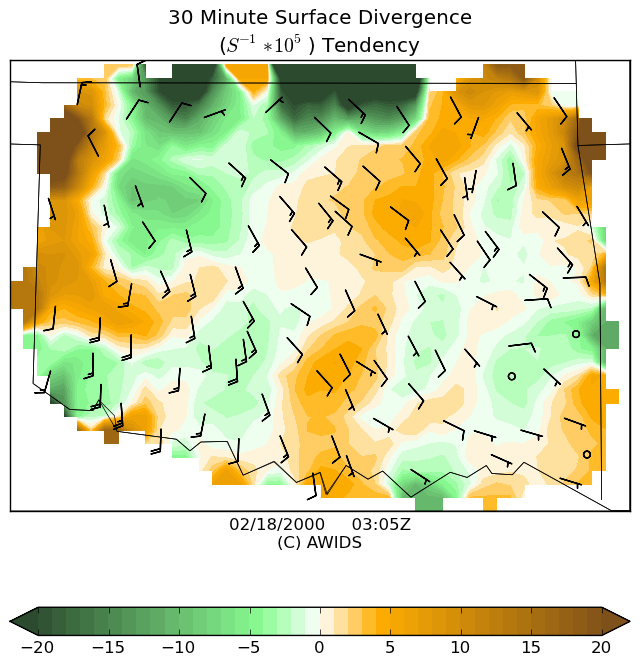 30 Minute Surface Divergence
(S⁻¹ ∗ 10⁵ ) Tendency
02/18/2000 03:05Z
(C) AWIDS
−20 −15 −10 −5 0 5 10 15 20